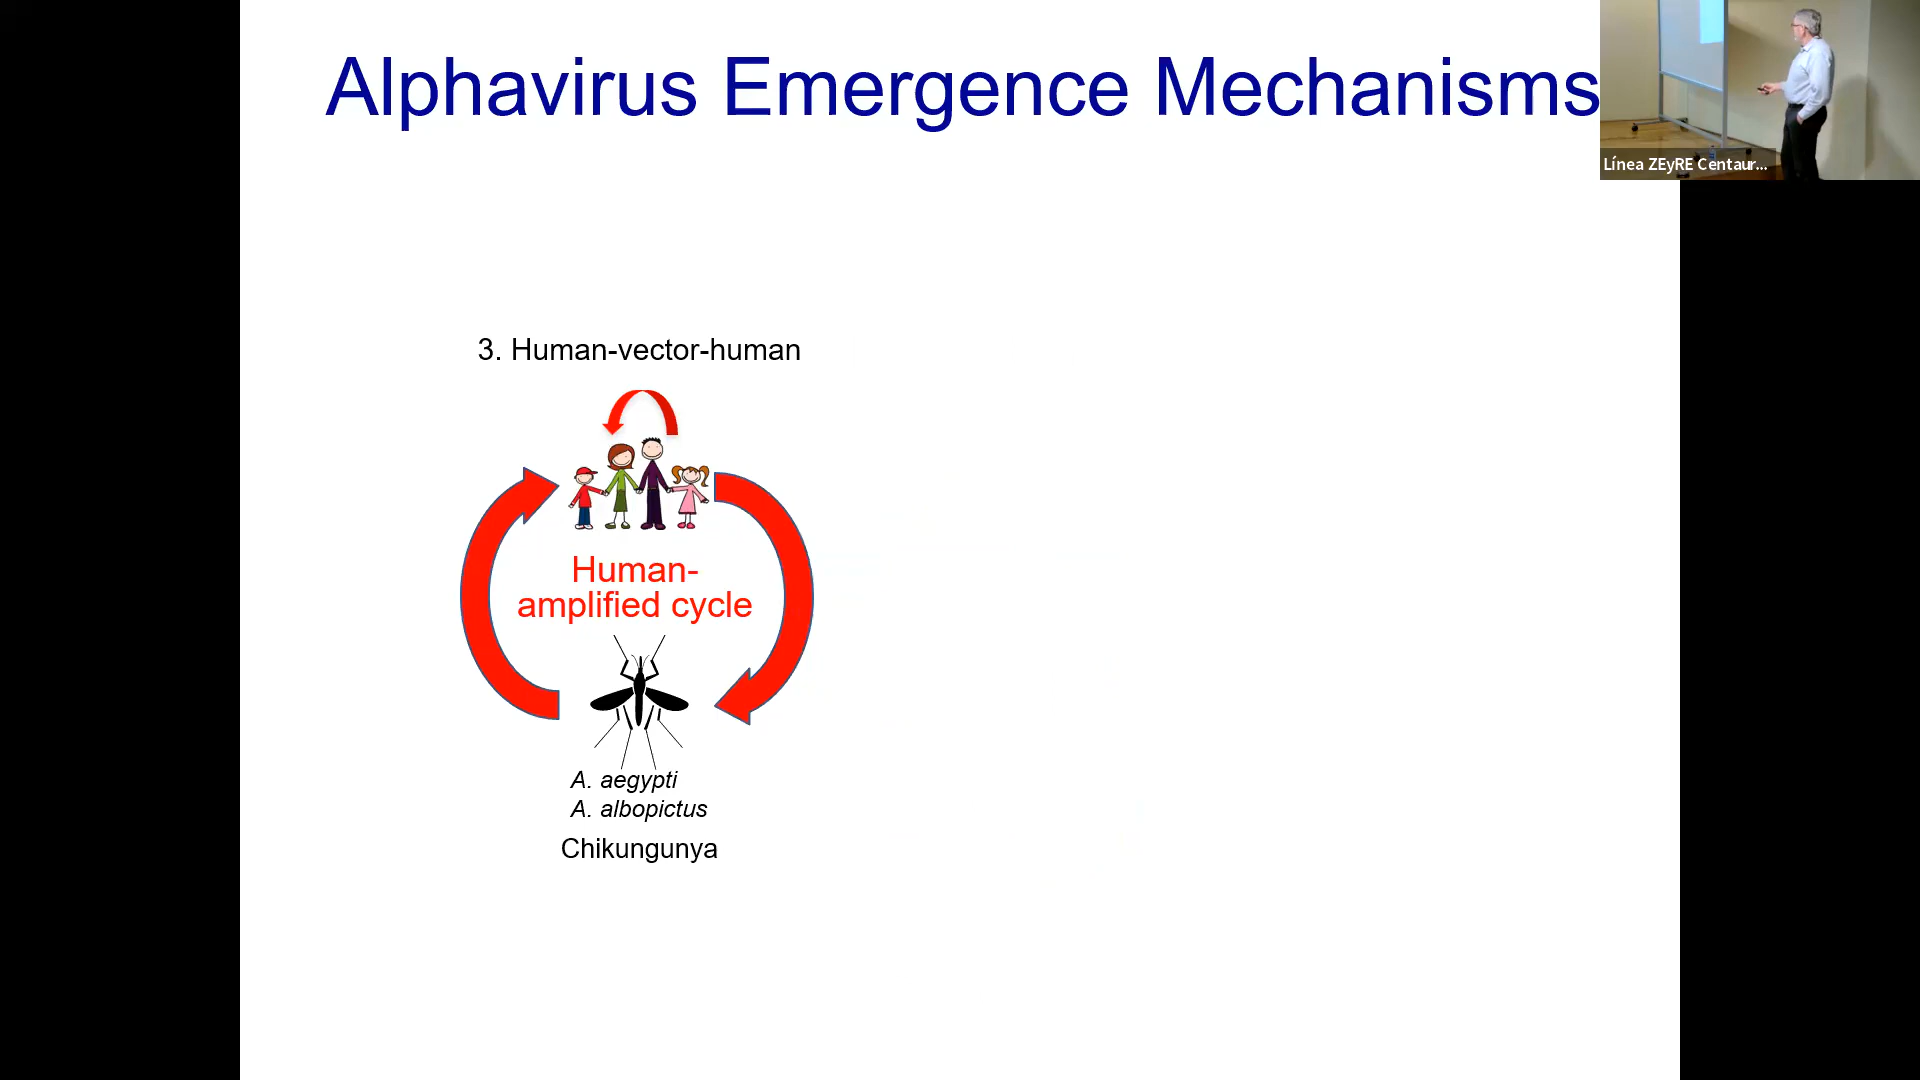 Alphavirus Emergence Mechanisms
Línea ZEyRE Centaur...
3. Human-vector-human
Human-
amplified cycle
A. aegypti
A. albopictus
Chikungunya